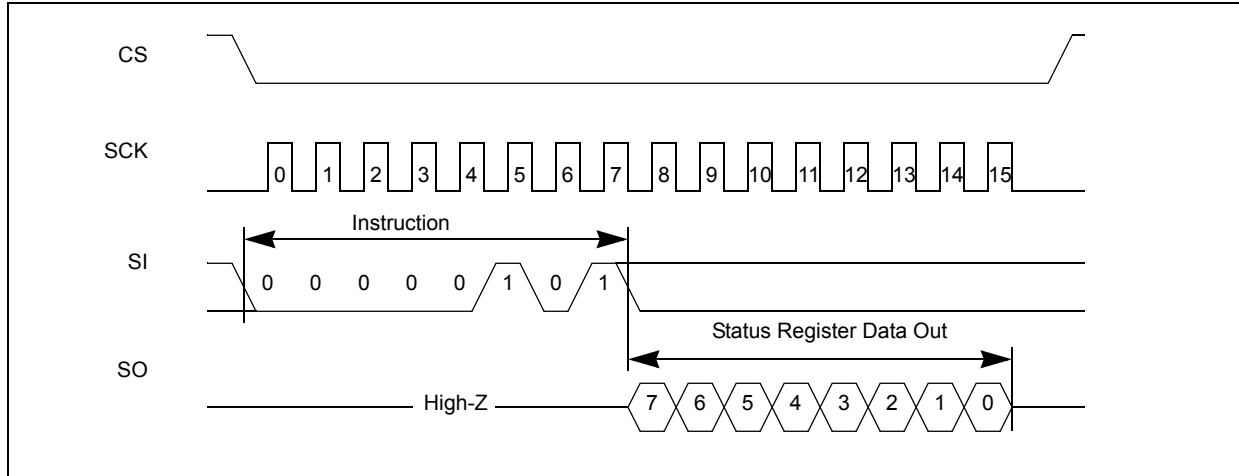 CS
SCK
0 1 2 3 4 5 6 7 8 9 10 11 12 13 14 15
Instruction
SI
0 0 0 0 0 1 0 1
Status Register Data Out
SO
High-Z
7 6 5 4 3 2 1 0